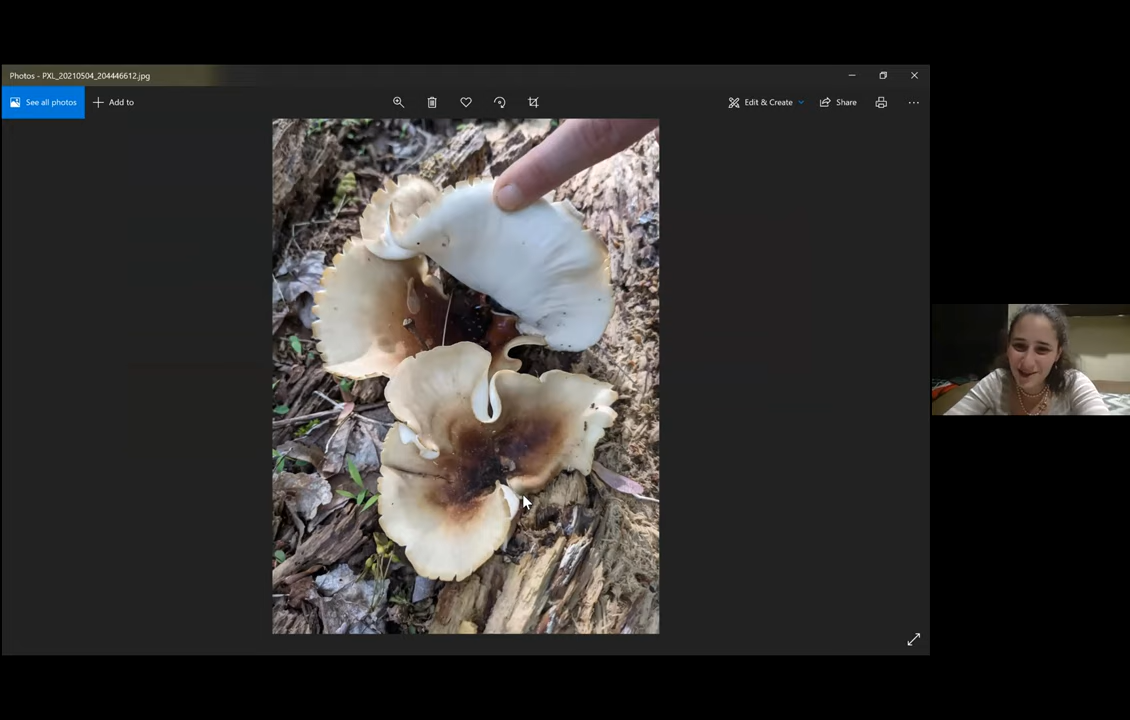 Photos - PXL_20210504_204446612.jpg
See all photos
Add to
Edit & Create
Share